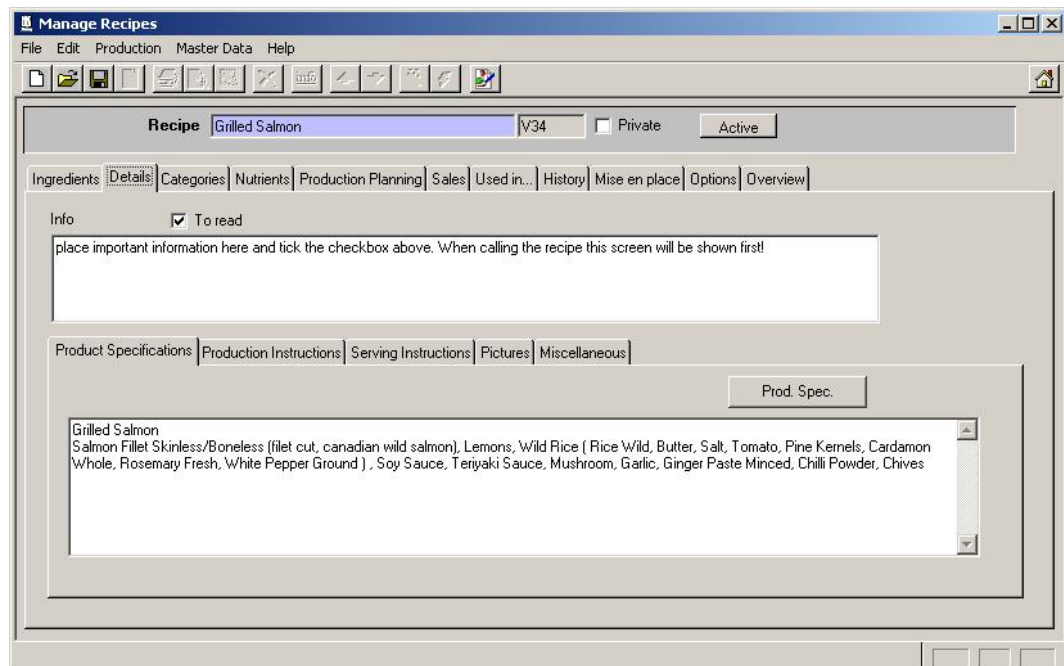 Manage Recipes
File Edit Production Master Data Help
info
Recipe Grilled Salmon V34 Private Active
Ingredients Details Categories Nutrients Production Planning Sales Used in... History Mise en place Options Overview
Info To read
place important information here and tick the checkbox above. When calling the recipe this screen will be shown first!
Product Specifications Production Instructions Serving Instructions Pictures Miscellaneous
Prod. Spec.
Grilled Salmon
Salmon Fillet Skinless/Boneless (filet cut, canadian wild salmon), Lemons, Wild Rice ( Rice Wild, Butter, Salt, Tomato, Pine Kernels, Cardamon
Whole, Rosemary Fresh, White Pepper Ground ) , Soy Sauce, Teriyaki Sauce, Mushroom, Garlic, Ginger Paste Minced, Chilli Powder, Chives